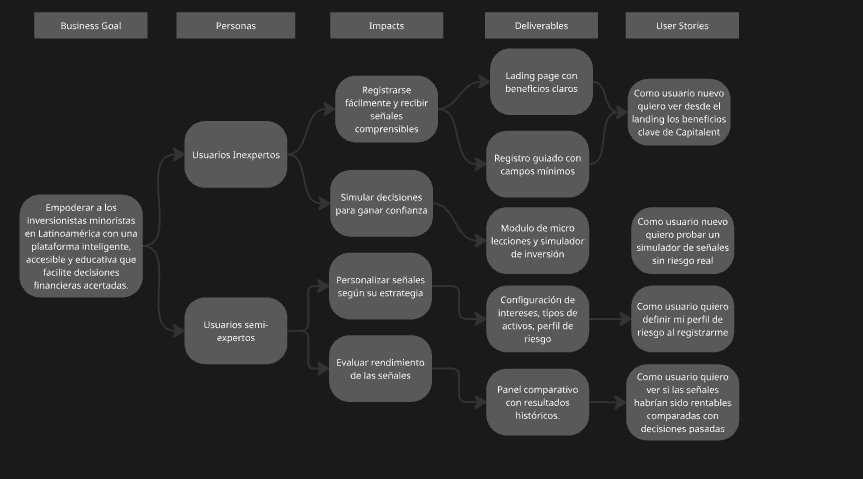 Business Goal
Personas
Impacts
Deliverables
User Stories
Empoderar a los
inversionistas minoristas
en Latinoamérica con una
plataforma inteligente,
accesible y educativa que
facilite decisiones
financieras acertadas.
Usuarios Inexpertos
Usuarios semi-
expertos
Registrarse
fácilmente y recibir
señales
comprensibles
Simular decisiones
para ganar confianza
Personalizar señales
según su estrategia
Evaluar rendimiento
de las señales
Lading page con
beneficios claros
Registro guiado con
campos mínimos
Modulo de micro
lecciones y simulador
de inversión
Configuración de
intereses, tipos de
activos, perfil de
riesgo
Panel comparativo
con resultados
históricos.
Como usuario nuevo
quiero ver desde el
landing los beneficios
clave de Capitalent
Como usuario nuevo
quiero probar un
simulador de señales
sin riesgo real
Como usuario quiero
definir mi perfil de
riesgo al registrarme
Como usuario quiero
ver si las señales
habrían sido rentables
comparadas con
decisiones pasadas